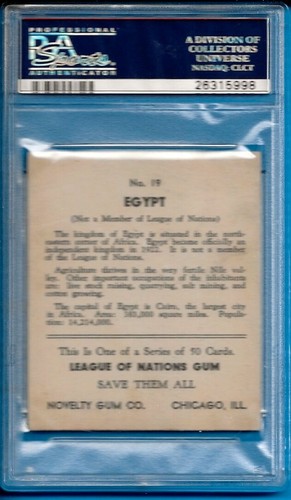 PROFESSIONAL
PSA
Sports
AUTHENTICATOR
A DIVISION OF
COLLECTORS
UNIVERSE
NASDAQ: CLCT
26315998
No. 19
EGYPT
(Not a Member of League of Nations)
The kingdom of Egypt is situated in the north-
eastern corner of Africa. Egypt became officially an
independent kingdom in 1922. It is not a member
of the League of Nations.
Agriculture thrives in the very fertile Nile val-
ley. Other important occupations of the inhabitants
are: live stock raising, quarrying, salt mining, and
cotton growing.
The capital of Egypt is Cairo, the largest city
in Africa. Area: 383,000 square miles. Popula-
tion: 14,214,000.
This Is One of a Series of 50 Cards.
LEAGUE OF NATIONS GUM
SAVE THEM ALL
NOVELTY GUM CO. CHICAGO, ILL.